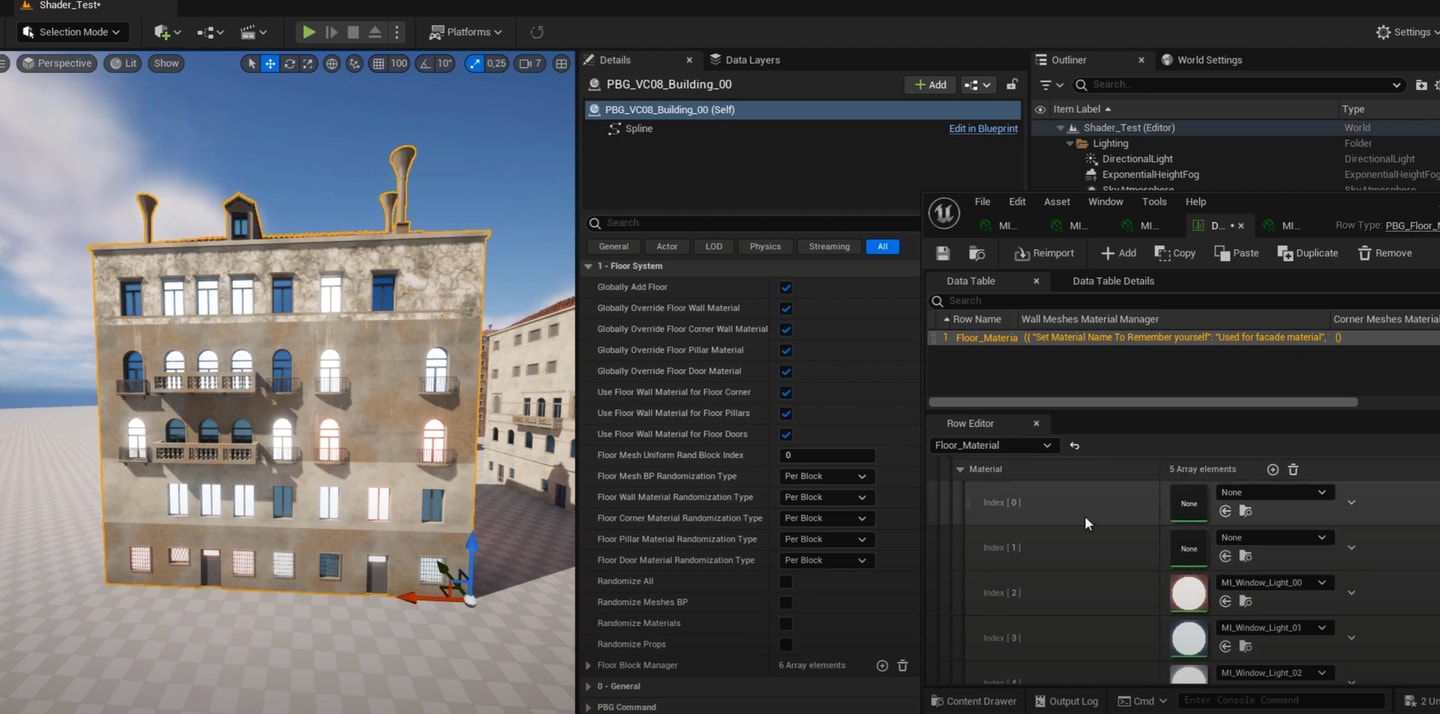 Shader_Test*
Selection Mode
Platforms
Settings
Perspective
Lit
Show
100
10°
0,25
7
Details
Data Layers
PBG_VC08_Building_00
Add
PBG_VC08_Building_00 (Self)
Spline
Edit in Blueprint
Search
General
Actor
LOD
Physics
Streaming
All
1 - Floor System
Globally Add Floor
Globally Override Floor Wall Material
Globally Override Floor Corner Wall Material
Globally Override Floor Pillar Material
Globally Override Floor Door Material
Use Floor Wall Material for Floor Corner
Use Floor Wall Material for Floor Pillars
Use Floor Wall Material for Floor Doors
Floor Mesh Uniform Rand Block Index
0
Floor Mesh BP Randomization Type
Per Block
Floor Wall Material Randomization Type
Per Block
Floor Corner Material Randomization Type
Per Block
Floor Pillar Material Randomization Type
Per Block
Floor Door Material Randomization Type
Per Block
Randomize All
Randomize Meshes BP
Randomize Materials
Randomize Props
Floor Block Manager
6 Array elements
0 - General
PBG Command
Outliner
World Settings
Search...
Item Label
Type
Shader_Test (Editor)
World
Lighting
Folder
DirectionalLight
DirectionalLight
ExponentialHeightFog
ExponentialHeightFog
SkyAtmosphere
SkyAtmosphere
File
Edit
Asset
Window
Tools
Help
MI...
MI...
MI...
D...
MI...
Row Type: PBG_Floor_
Reimport
Add
Copy
Paste
Duplicate
Remove
Data Table
Data Table Details
Search
Row Name
Wall Meshes Material Manager
Corner Meshes Material
1
Floor_Materia
(( "Set Material Name To Remember yourself": "Used for facade material",
()
Row Editor
Floor_Material
Material
5 Array elements
Index [ 0 ]
None
None
Index [ 1 ]
None
None
Index [ 2 ]
MI_Window_Light_00
Index [ 3 ]
MI_Window_Light_01
MI_Window_Light_02
Content Drawer
Output Log
Cmd
Enter Console Command
2 Un